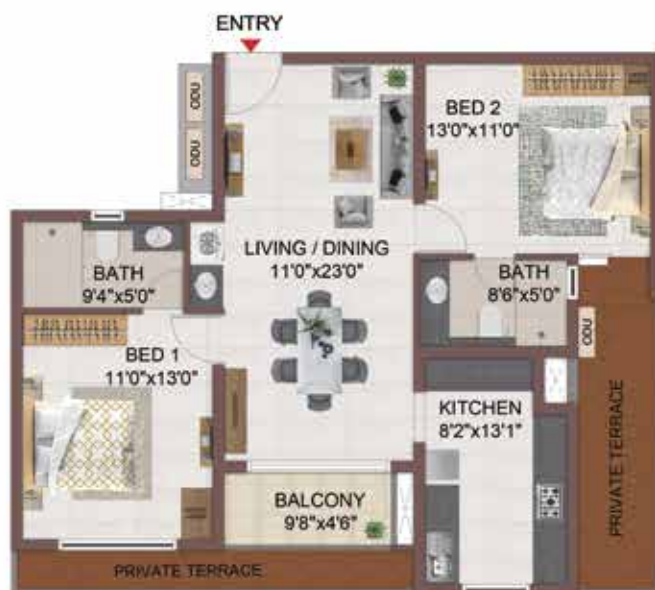 ENTRY
ODU
ODU
BED 2
13'0"x11'0"
LIVING / DINING
11'0"x23'0"
BATH
9'4"x5'0"
BATH
8'6"x5'0"
ODU
BED 1
11'0"x13'0"
KITCHEN
8'2"x13'1"
BALCONY
9'8"x4'6"
PRIVATE TERRACE
PRIVATE TERRACE